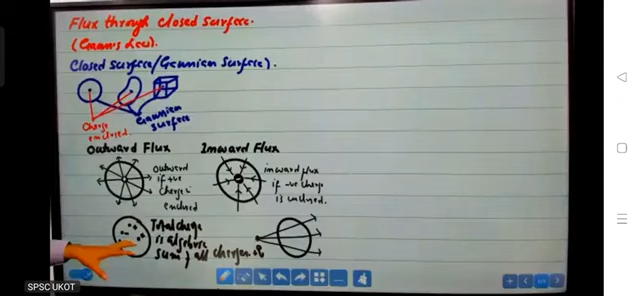 Flux through closed surface.
(Gauss's Law).
Closed surface/Gaussian surface).
Charge
enclosed.
Gaussian
surface
Outward Flux
Inward Flux
outward
if +ve
charge is
enclosed
inward flux
if -ve charge
is enclosed.
Total charge
is algebraic
sum of all charges
SPSC UKOT